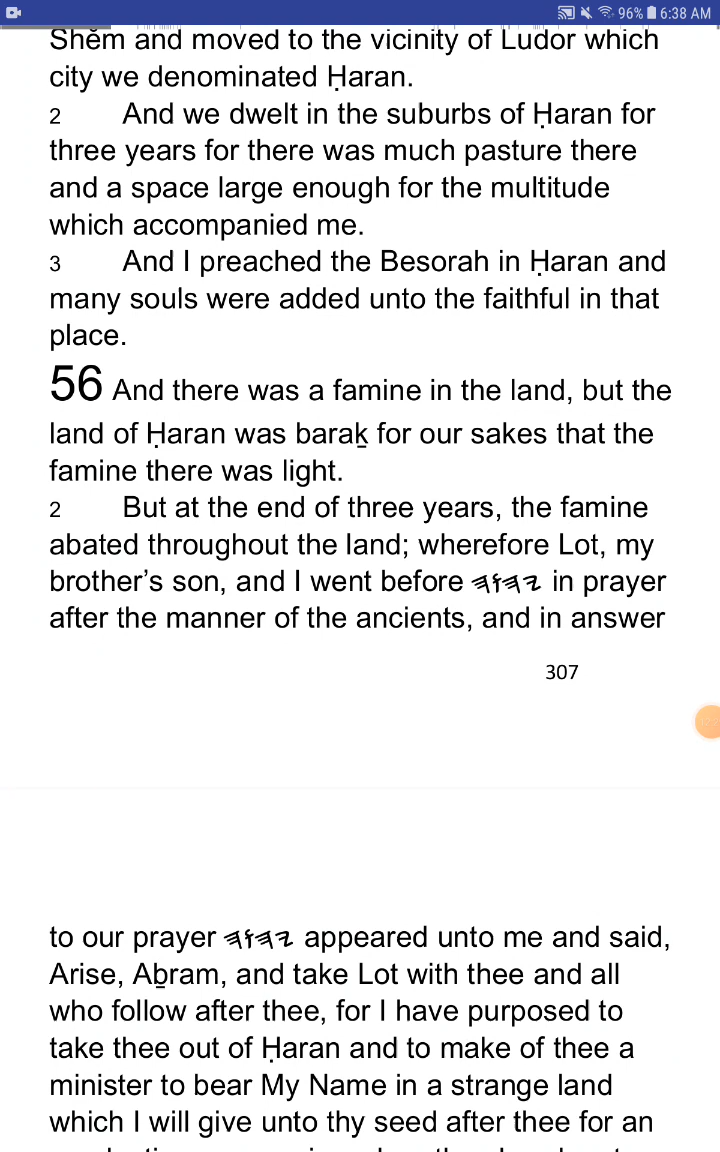 96% 6:38 AM
Shĕm and moved to the vicinity of Ludor which
city we denominated Ḥaran.
2 And we dwelt in the suburbs of Ḥaran for
three years for there was much pasture there
and a space large enough for the multitude
which accompanied me.
3 And I preached the Besorah in Ḥaran and
many souls were added unto the faithful in that
place.
56 And there was a famine in the land, but the
land of Ḥaran was baraḵ for our sakes that the
famine there was light.
2 But at the end of three years, the famine
abated throughout the land; wherefore Lot, my
brother’s son, and I went before 𐤉𐤄𐤅𐤄 in prayer
after the manner of the ancients, and in answer
307
to our prayer 𐤉𐤄𐤅𐤄 appeared unto me and said,
Arise, Aḇram, and take Lot with thee and all
who follow after thee, for I have purposed to
take thee out of Ḥaran and to make of thee a
minister to bear My Name in a strange land
which I will give unto thy seed after thee for an